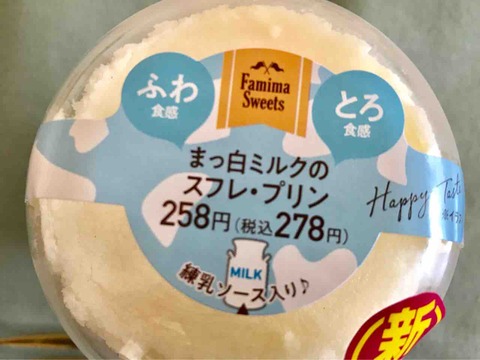 Famima
Sweets
ふわ
食感
とろ
食感
まっ白ミルクの
スフレ・プリン
258円(税込278円)
MILK
練乳ソース入り♪
Happy Taste
新